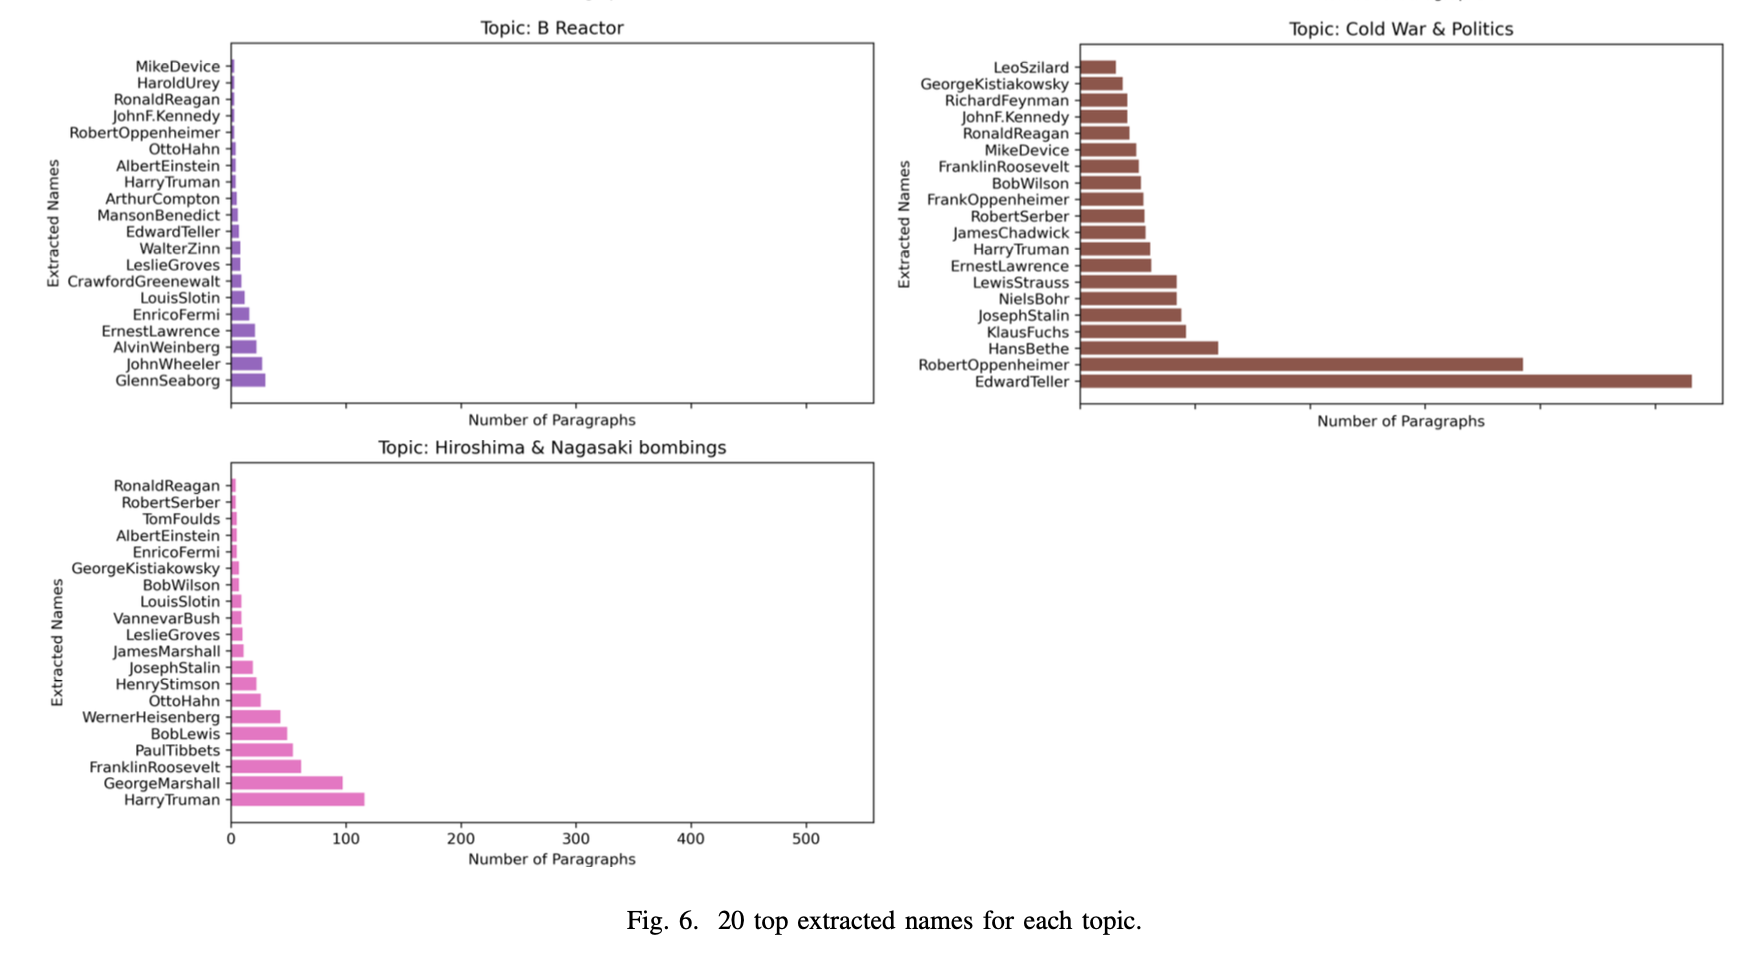 Topic: B Reactor
Extracted Names
MikeDevice
HaroldUrey
RonaldReagan
JohnF.Kennedy
RobertOppenheimer
OttoHahn
AlbertEinstein
HarryTruman
ArthurCompton
MansonBenedict
EdwardTeller
WalterZinn
LeslieGroves
CrawfordGreenewalt
LouisSlotin
EnricoFermi
ErnestLawrence
AlvinWeinberg
JohnWheeler
GlennSeaborg
Number of Paragraphs
Topic: Cold War & Politics
Extracted Names
LeoSzilard
GeorgeKistiakowsky
RichardFeynman
JohnF.Kennedy
RonaldReagan
MikeDevice
FranklinRoosevelt
BobWilson
FrankOppenheimer
RobertSerber
JamesChadwick
HarryTruman
ErnestLawrence
LewisStrauss
NielsBohr
JosephStalin
KlausFuchs
HansBethe
RobertOppenheimer
EdwardTeller
Number of Paragraphs
Topic: Hiroshima & Nagasaki bombings
Extracted Names
RonaldReagan
RobertSerber
TomFoulds
AlbertEinstein
EnricoFermi
GeorgeKistiakowsky
BobWilson
LouisSlotin
VannevarBush
LeslieGroves
JamesMarshall
JosephStalin
HenryStimson
OttoHahn
WernerHeisenberg
BobLewis
PaulTibbets
FranklinRoosevelt
GeorgeMarshall
HarryTruman
0 100 200 300 400 500
Number of Paragraphs
Fig. 6. 20 top extracted names for each topic.